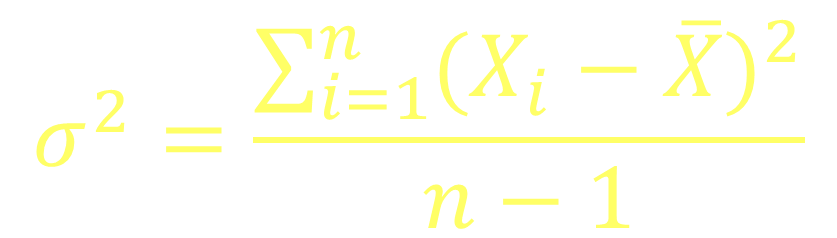 σ² = ∑ⁿᵢ₌₁(Xᵢ − X̄)² / n − 1